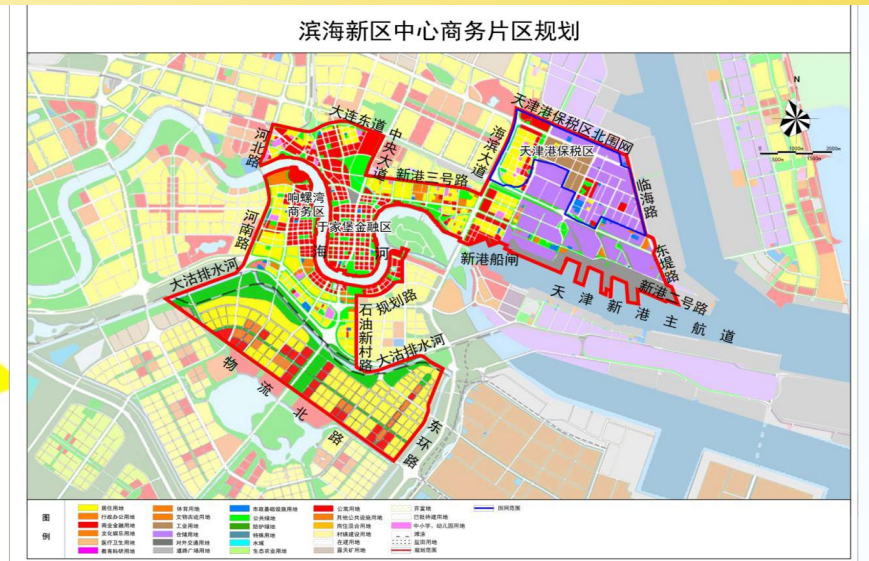 滨海新区中心商务片区规划
N
0 1000m 2000m
500m 1500m
天津港保税区北围网
大连东道
中央大道
海滨大道
河北路
天津港保税区
新港三号路
临海路
响螺湾
商务区
河南路
于家堡金融区
海河
东堤路
新港船闸
大沽排水河
新港二号路
规划路
天津新港主航道
石油新村路
大沽排水河
物流北路
东环路
图例
居住用地
行政办公用地
商业金融用地
文化娱乐用地
医疗卫生用地
教育科研用地
体育用地
文物古迹用地
工业用地
仓储用地
对外交通用地
道路广场用地
市政基础设施用地
公共绿地
防护绿地
特殊用地
水域
生态农业用地
公寓用地
其他公共设施用地
居住混合用地
村镇建设用地
在建用地
露天矿用地
弃置地
已批待建用地
中小学、幼儿园用地
滩涂
盐田用地
规划范围
围网范围